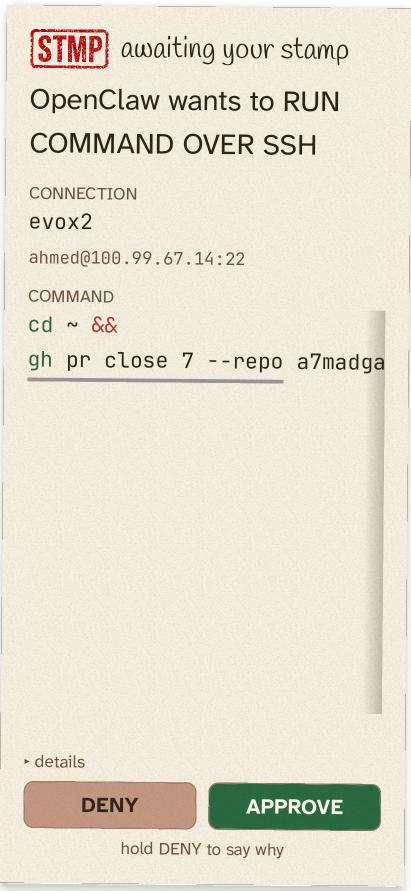 STMP awaiting your stamp
OpenClaw wants to RUN
COMMAND OVER SSH
CONNECTION
evox2
ahmed@100.99.67.14:22
COMMAND
cd ~ &&
gh pr close 7 --repo a7madga
▸ details
DENY APPROVE
hold DENY to say why